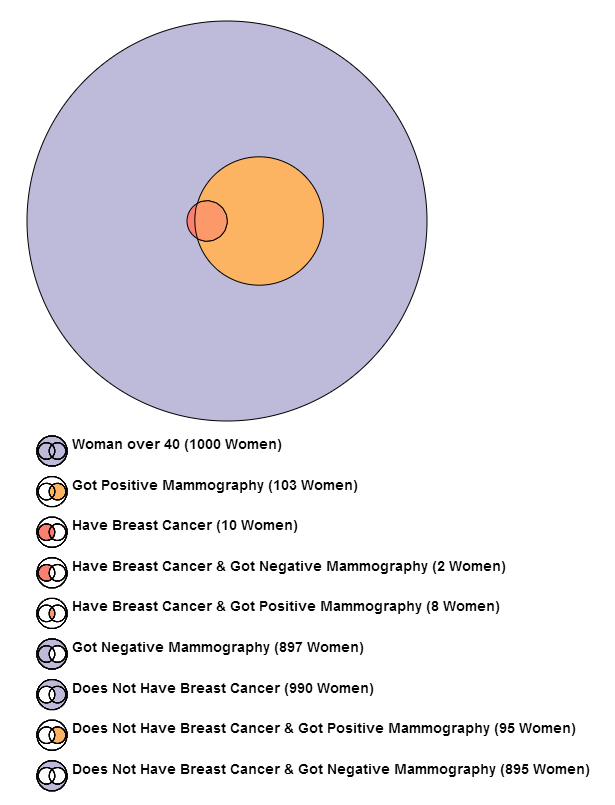 Woman over 40 (1000 Women)
Got Positive Mammography (103 Women)
Have Breast Cancer (10 Women)
Have Breast Cancer & Got Negative Mammography (2 Women)
Have Breast Cancer & Got Positive Mammography (8 Women)
Got Negative Mammography (897 Women)
Does Not Have Breast Cancer (990 Women)
Does Not Have Breast Cancer & Got Positive Mammography (95 Women)
Does Not Have Breast Cancer & Got Negative Mammography (895 Women)